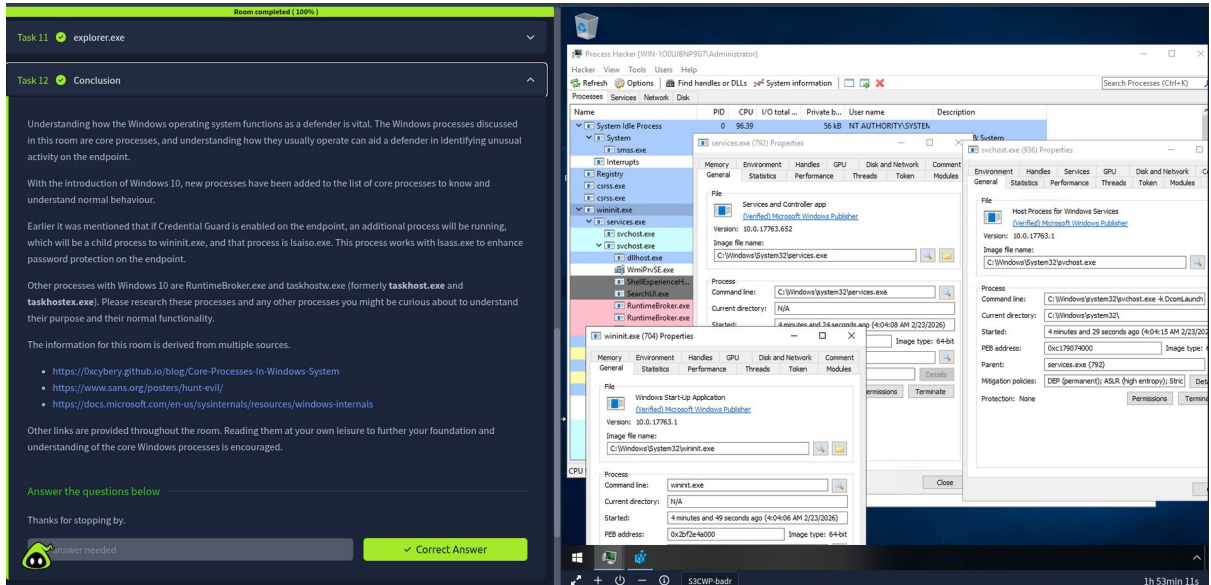 Room completed ( 100% )
Task 11 explorer.exe
Task 12 Conclusion
Understanding how the Windows operating system functions as a defender is vital. The Windows processes discussed
in this room are core processes, and understanding how they usually operate can aid a defender in identifying unusual
activity on the endpoint.
With the introduction of Windows 10, new processes have been added to the list of core processes to know and
understand normal behaviour.
Earlier it was mentioned that if Credential Guard is enabled on the endpoint, an additional process will be running,
which will be a child process to wininit.exe, and that process is lsaiso.exe. This process works with lsass.exe to enhance
password protection on the endpoint.
Other processes with Windows 10 are RuntimeBroker.exe and taskhostw.exe (formerly taskhost.exe and
taskhostex.exe). Please research these processes and any other processes you might be curious about to understand
their purpose and their normal functionality.
The information for this room is derived from multiple sources.
https://0xcybery.github.io/blog/Core-Processes-In-Windows-System
https://www.sans.org/posters/hunt-evil/
https://docs.microsoft.com/en-us/sysinternals/resources/windows-internals
Other links are provided throughout the room. Reading them at your own leisure to further your foundation and
understanding of the core Windows processes is encouraged.
Answer the questions below
Thanks for stopping by.
answer needed
Correct Answer
Process Hacker [WIN-1O0UJBNP9G7\Administrator]
Hacker View Tools Users Help
Refresh Options Find handles or DLLs System information Search Processes (Ctrl+K)
Processes Services Network Disk
Name PID CPU I/O total ... Private b... User name Description
System Idle Process 0 96.39 56 kB NT AUTHORITY\SYSTEM
System
smss.exe
Interrupts
Registry
csrss.exe
csrss.exe
wininit.exe
services.exe
svchost.exe
svchost.exe
dllhost.exe
WmiPrvSE.exe
ShellExperienceH...
SearchUI.exe
RuntimeBroker.exe
RuntimeBroker.exe
CPU
& System
services.exe (792) Properties
Memory Environment Handles GPU Disk and Network Comment
General Statistics Performance Threads Token Modules
File
Services and Controller app
(Verified) Microsoft Windows Publisher
Version: 10.0.17763.652
Image file name:
C:\Windows\System32\services.exe
Process
Command line: C:\Windows\system32\services.exe
Current directory: N/A
Started: 4 minutes and 24 seconds ago (4:04:08 AM 2/23/2026)
Image type: 64-bit
Details
Permissions Terminate
Close
svchost.exe (936) Properties
Environment Handles Services GPU Disk and Network
General Statistics Performance Threads Token Modules
File
Host Process for Windows Services
(Verified) Microsoft Windows Publisher
Version: 10.0.17763.1
Image file name:
C:\Windows\System32\svchost.exe
Process
Command line: C:\Windows\system32\svchost.exe -k DcomLaunch
Current directory: C:\Windows\system32\
Started: 4 minutes and 29 seconds ago (4:04:15 AM 2/23/202
PEB address: 0xc179074000 Image type:
Parent: services.exe (792)
Mitigation policies: DEP (permanent); ASLR (high entropy); Stric Det
Protection: None Permissions Termina
wininit.exe (704) Properties
Memory Environment Handles GPU Disk and Network Comment
General Statistics Performance Threads Token Modules
File
Windows Start-Up Application
(Verified) Microsoft Windows Publisher
Version: 10.0.17763.1
Image file name:
C:\Windows\System32\wininit.exe
Process
Command line: wininit.exe
Current directory: N/A
Started: 4 minutes and 49 seconds ago (4:04:06 AM 2/23/2026)
PEB address: 0x2bf2e4a000 Image type: 64-bit
S3CWP-badr
1h 53min 11s